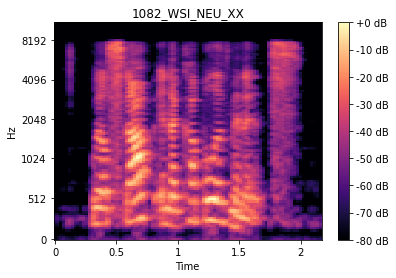 1082_WSI_NEU_XX
8192
4096
2048
1024
512
0
Hz
0
0.5
1
1.5
2
Time
+0 dB
-10 dB
-20 dB
-30 dB
-40 dB
-50 dB
-60 dB
-70 dB
-80 dB